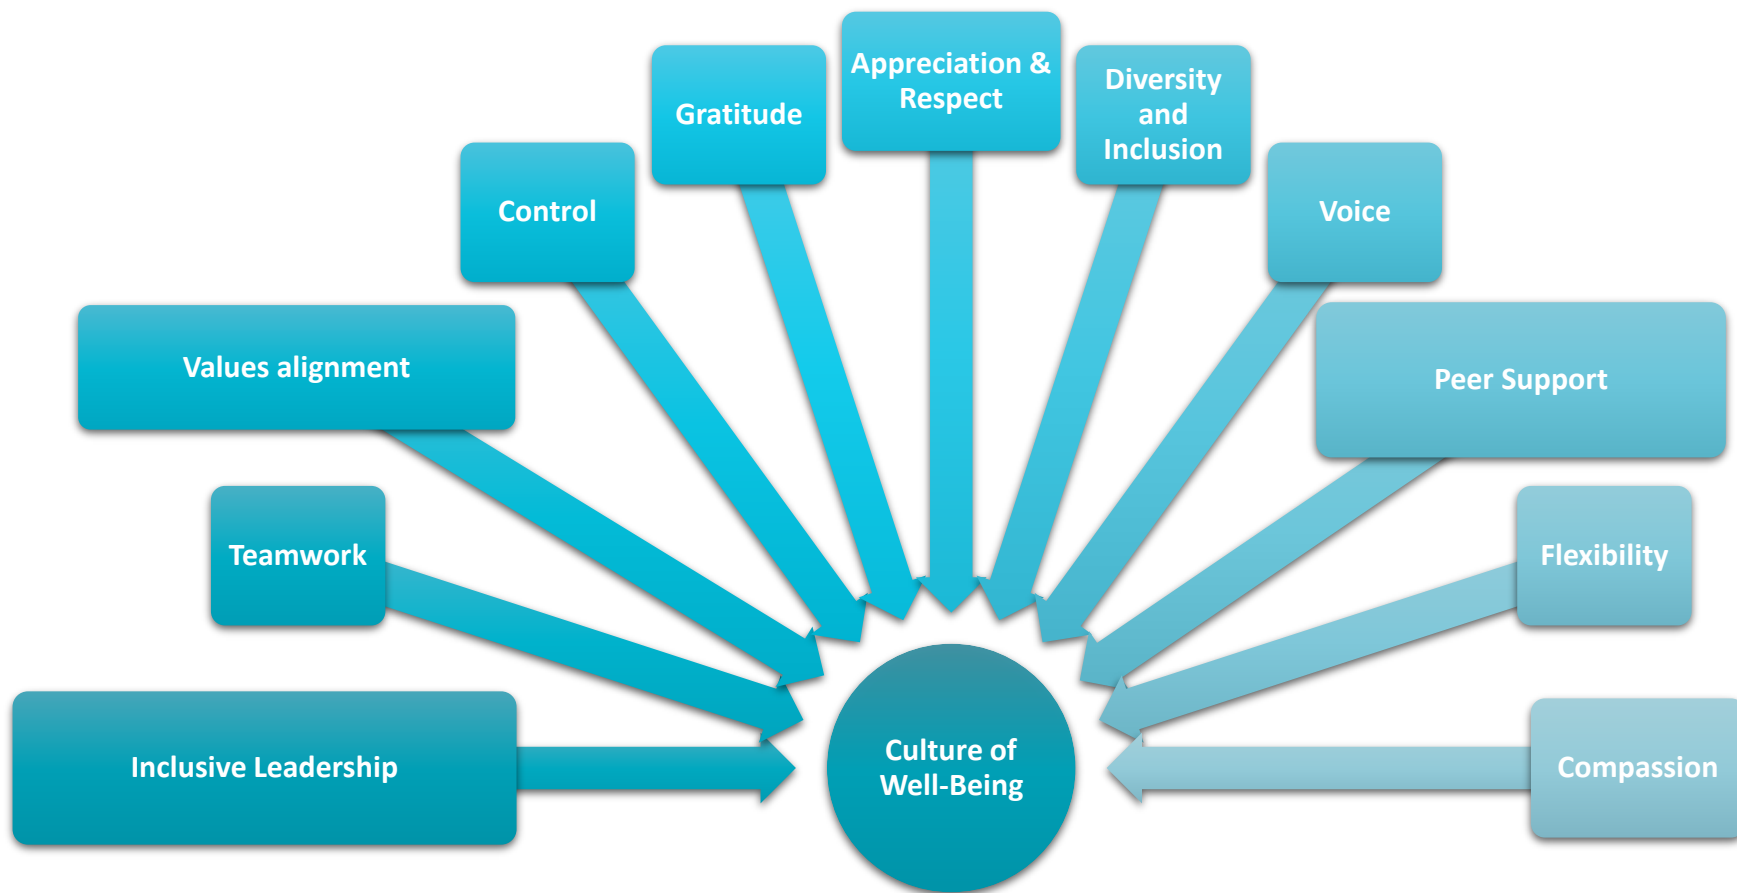 Appreciation &
Respect
Gratitude
Diversity
and
Inclusion
Control
Voice
Values alignment
Peer Support
Teamwork
Flexibility
Inclusive Leadership
Culture of
Well-Being
Compassion